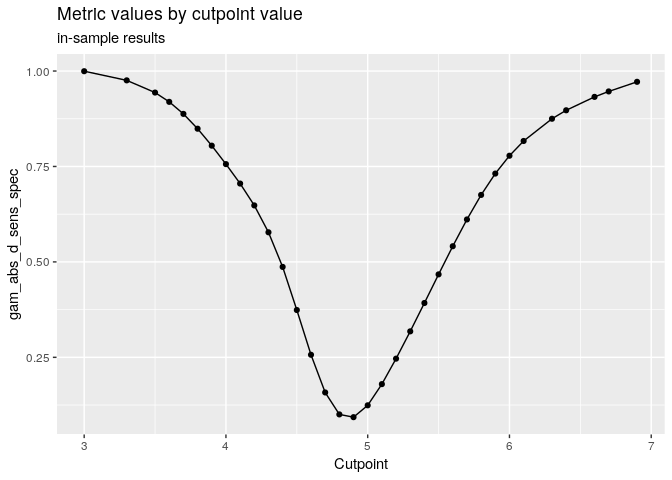 Metric values by cutpoint value
in-sample results
gam_abs_d_sens_spec
1.00
0.75
0.50
0.25
3 4 5 6 7
Cutpoint